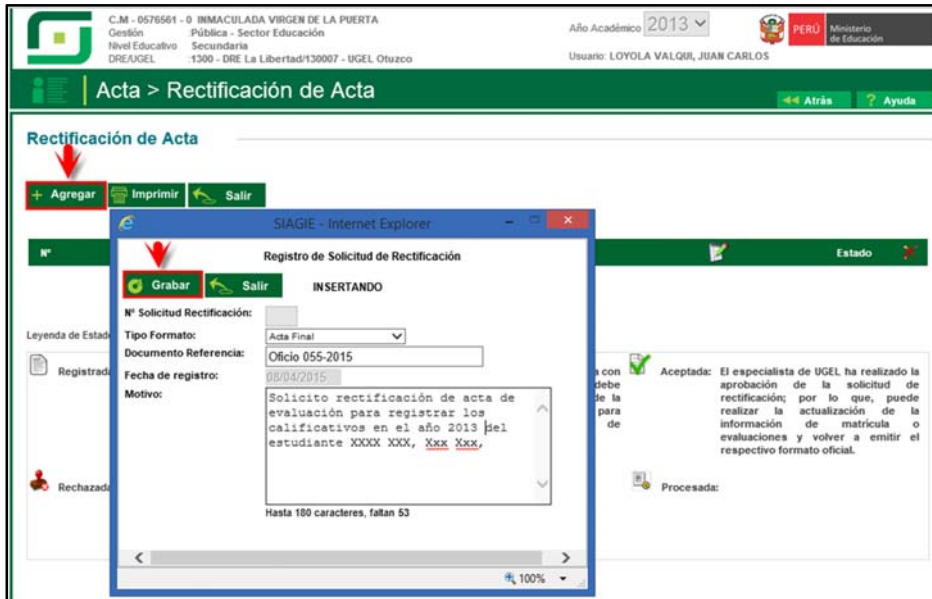 C.M - 0576561 - 0 INMACULADA VIRGEN DE LA PUERTA
Gestión :Pública - Sector Educación
Nivel Educativo Secundaria
DRE/UGEL :1300 - DRE La Libertad/130007 - UGEL Otuzco
Año Académico 2013
Usuario: LOYOLA VALQUI, JUAN CARLOS
PERÚ Ministerio de Educación
Acta > Rectificación de Acta
Atrás ? Ayuda
Rectificación de Acta
+ Agregar Imprimir Salir
SIAGIE - Internet Explorer
Nº Estado
Registro de Solicitud de Rectificación
Grabar Salir INSERTANDO
Nº Solicitud Rectificación:
Tipo Formato: Acta Final
Documento Referencia: Oficio 055-2015
Fecha de registro: 08/04/2015
Motivo: Solicito rectificación de acta de
evaluación para registrar los
calificativos en el año 2013 del
estudiante XXXX XXX, Xxx Xxx,
Hasta 180 caracteres, faltan 53
100%
Leyenda de Estad
Registrad
Rechazad
a con
debe
de la
para
de
Aceptada: El especialista de UGEL ha realizado la
aprobación de la solicitud de
rectificación; por lo que, puede
realizar la actualización de la
información de matrícula o
evaluaciones y volver a emitir el
respectivo formato oficial.
Procesada: